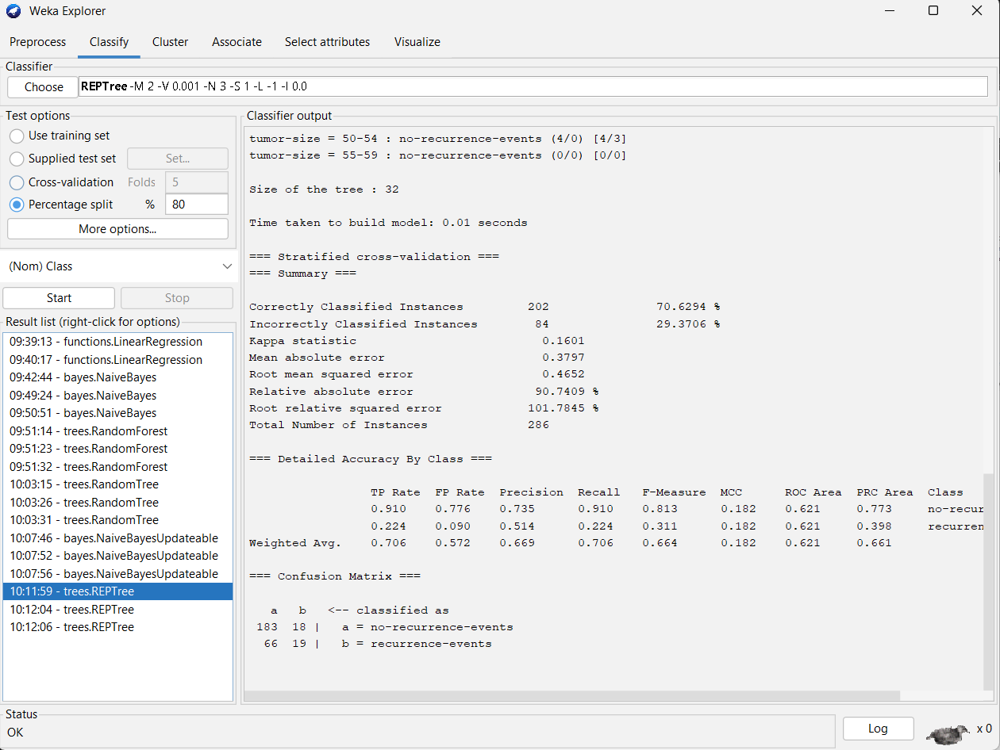 Weka Explorer
Preprocess Classify Cluster Associate Select attributes Visualize
Classifier
Choose REPTree -M 2 -V 0.001 -N 3 -S 1 -L -1 -I 0.0
Test options
Use training set
Supplied test set Set...
Cross-validation Folds 5
Percentage split % 80
More options...
(Nom) Class
Start Stop
Result list (right-click for options)
09:39:13 - functions.LinearRegression
09:40:17 - functions.LinearRegression
09:42:44 - bayes.NaiveBayes
09:49:24 - bayes.NaiveBayes
09:50:51 - bayes.NaiveBayes
09:51:14 - trees.RandomForest
09:51:23 - trees.RandomForest
09:51:32 - trees.RandomForest
10:03:15 - trees.RandomTree
10:03:26 - trees.RandomTree
10:03:31 - trees.RandomTree
10:07:46 - bayes.NaiveBayesUpdateable
10:07:52 - bayes.NaiveBayesUpdateable
10:07:56 - bayes.NaiveBayesUpdateable
10:11:59 - trees.REPTree
10:12:04 - trees.REPTree
10:12:06 - trees.REPTree
Classifier output
tumor-size = 50-54 : no-recurrence-events (4/0) [4/3]
tumor-size = 55-59 : no-recurrence-events (0/0) [0/0]
Size of the tree : 32
Time taken to build model: 0.01 seconds
=== Stratified cross-validation ===
=== Summary ===
Correctly Classified Instances 202 70.6294 %
Incorrectly Classified Instances 84 29.3706 %
Kappa statistic 0.1601
Mean absolute error 0.3797
Root mean squared error 0.4652
Relative absolute error 90.7409 %
Root relative squared error 101.7845 %
Total Number of Instances 286
=== Detailed Accuracy By Class ===
TP Rate FP Rate Precision Recall F-Measure MCC ROC Area PRC Area Class
0.910 0.776 0.735 0.910 0.813 0.182 0.621 0.773 no-recur
0.224 0.090 0.514 0.224 0.311 0.182 0.621 0.398 recurren
Weighted Avg. 0.706 0.572 0.669 0.706 0.664 0.182 0.621 0.661
=== Confusion Matrix ===
a b <-- classified as
183 18 | a = no-recurrence-events
66 19 | b = recurrence-events
Status
OK
Log x 0